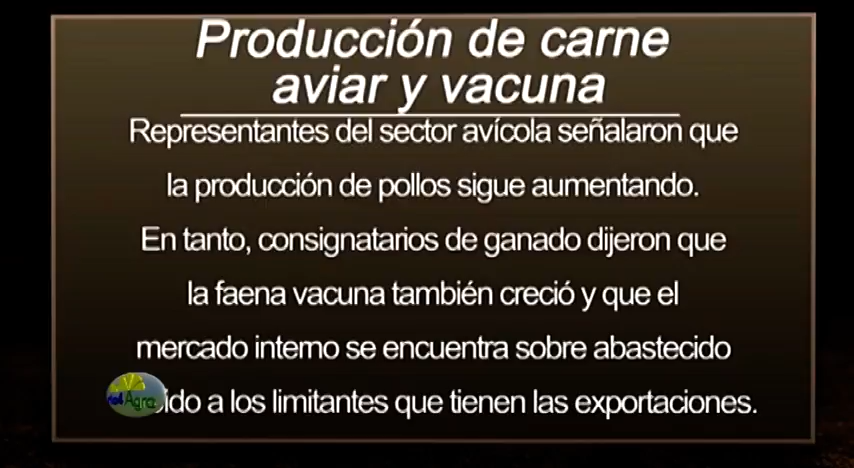 Producción de carne
aviar y vacuna
Representantes del sector avícola señalaron que
la producción de pollos sigue aumentando.
En tanto, consignatarios de ganado dijeron que
la faena vacuna también creció y que el
mercado interno se encuentra sobre abastecido
a los limitantes que tienen las exportaciones.